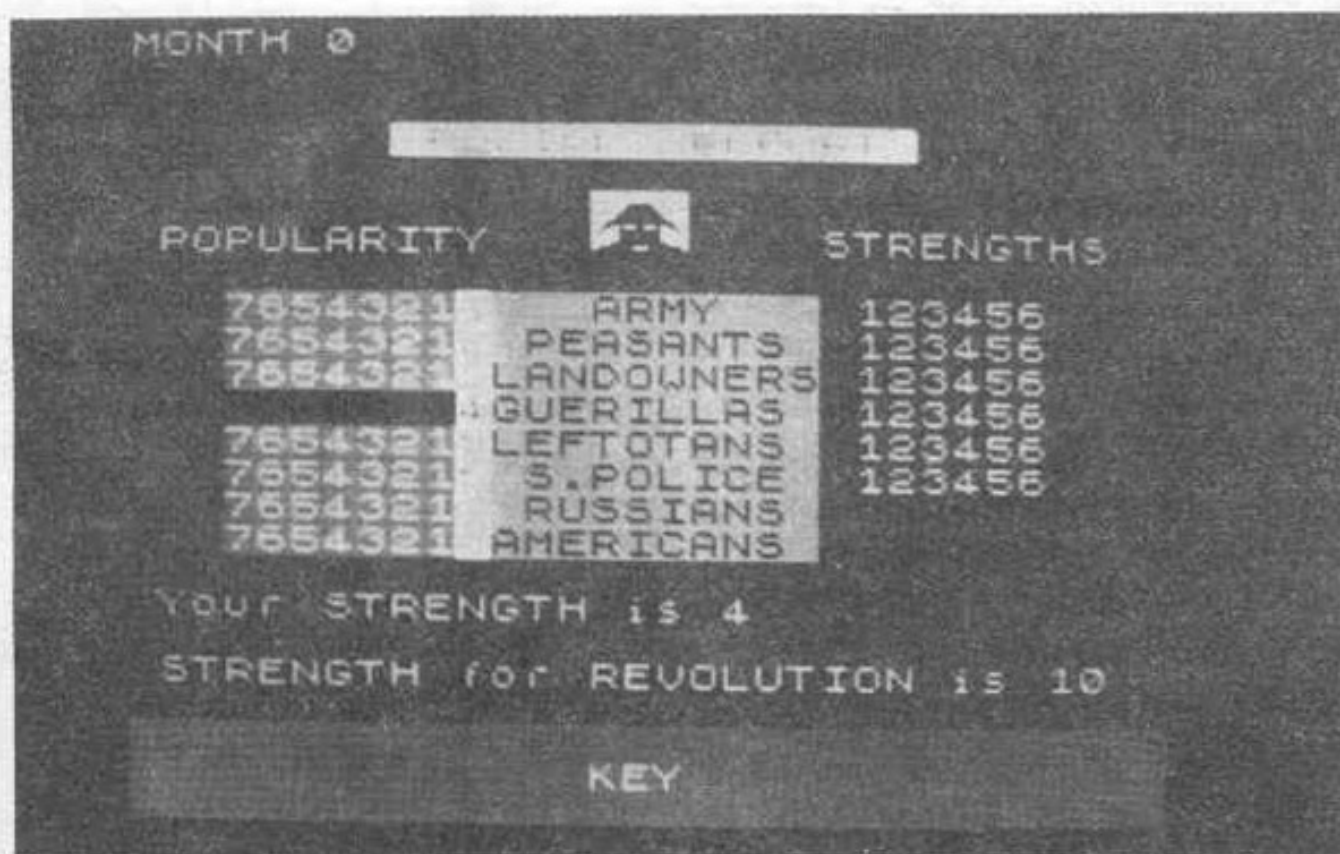 MONTH 0
POPULARITY
STRENGTHS
7654321 ARMY 123456
7654321 PEASANTS 123456
7654321 LANDOWNERS 123456
GUERILLAS 123456
7654321 LEFTOTANS 123456
7654321 S.POLICE 123456
7654321 RUSSIANS
7654321 AMERICANS
Your STRENGTH is 4
STRENGTH for REVOLUTION is 10
KEY